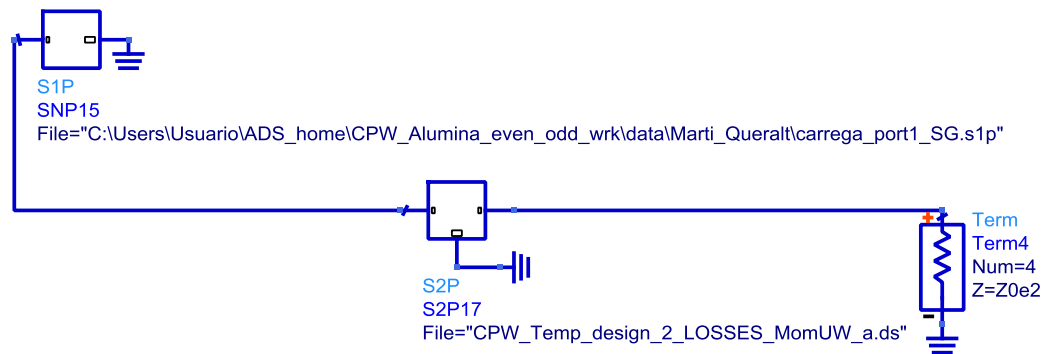 S1P
SNP15
File="C:\Users\Usuario\ADS_home\CPW_Alumina_even_odd_wrk\data\Marti_Queralt\carrega_port1_SG.s1p"
Term
Term4
Num=4
Z=Z0e2
S2P
S2P17
File="CPW_Temp_design_2_LOSSES_MomUW_a.ds"